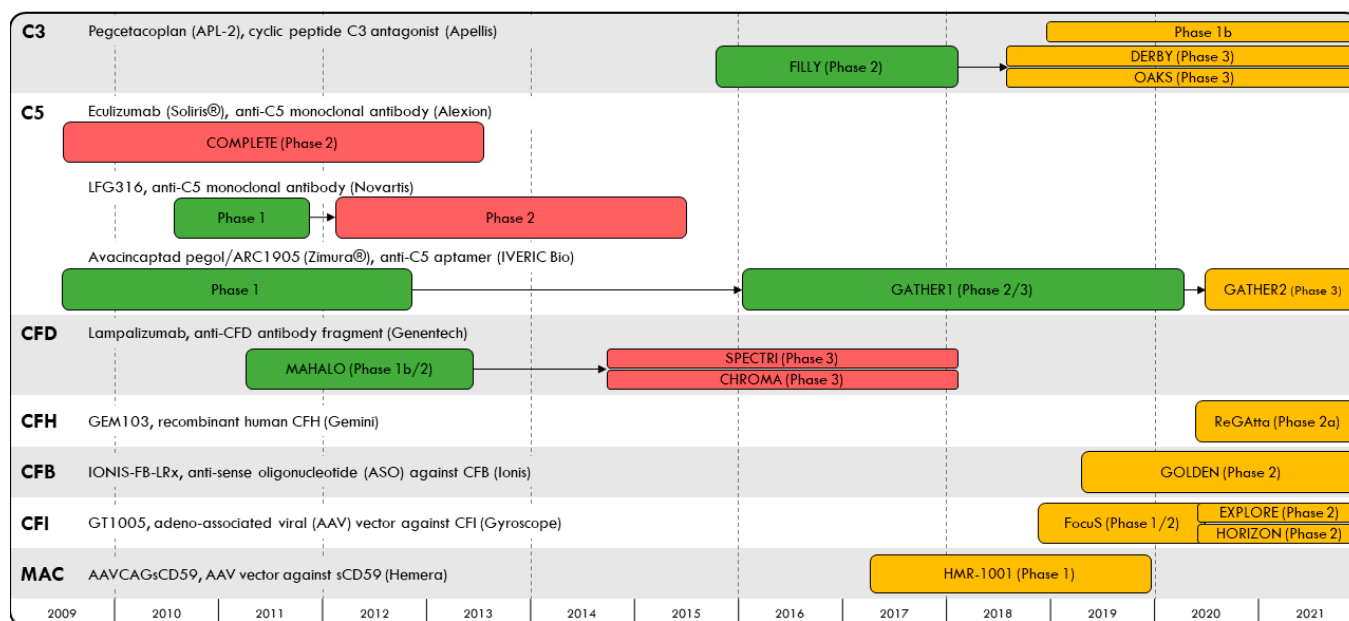 C3 Pegcetacoplan (APL-2), cyclic peptide C3 antagonist (Apellis)
Phase 1b
FILLY (Phase 2)
DERBY (Phase 3)
OAKS (Phase 3)
C5 Eculizumab (Soliris®), anti-C5 monoclonal antibody (Alexion)
COMPLETE (Phase 2)
LFG316, anti-C5 monoclonal antibody (Novartis)
Phase 1
Phase 2
Avacincaptad pegol/ARC1905 (Zimura®), anti-C5 aptamer (IVERIC Bio)
Phase 1
GATHER1 (Phase 2/3)
GATHER2 (Phase 3)
CFD Lampalizumab, anti-CFD antibody fragment (Genentech)
MAHALO (Phase 1b/2)
SPECTRI (Phase 3)
CHROMA (Phase 3)
CFH GEM103, recombinant human CFH (Gemini)
ReGAtta (Phase 2a)
CFB IONIS-FB-LRx, anti-sense oligonucleotide (ASO) against CFB (Ionis)
GOLDEN (Phase 2)
CFI GT1005, adeno-associated viral (AAV) vector against CFI (Gyroscope)
FocuS (Phase 1/2)
EXPLORE (Phase 2)
HORIZON (Phase 2)
MAC AAVCAGsCD59, AAV vector against sCD59 (Hemera)
HMR-1001 (Phase 1)
2009 2010 2011 2012 2013 2014 2015 2016 2017 2018 2019 2020 2021